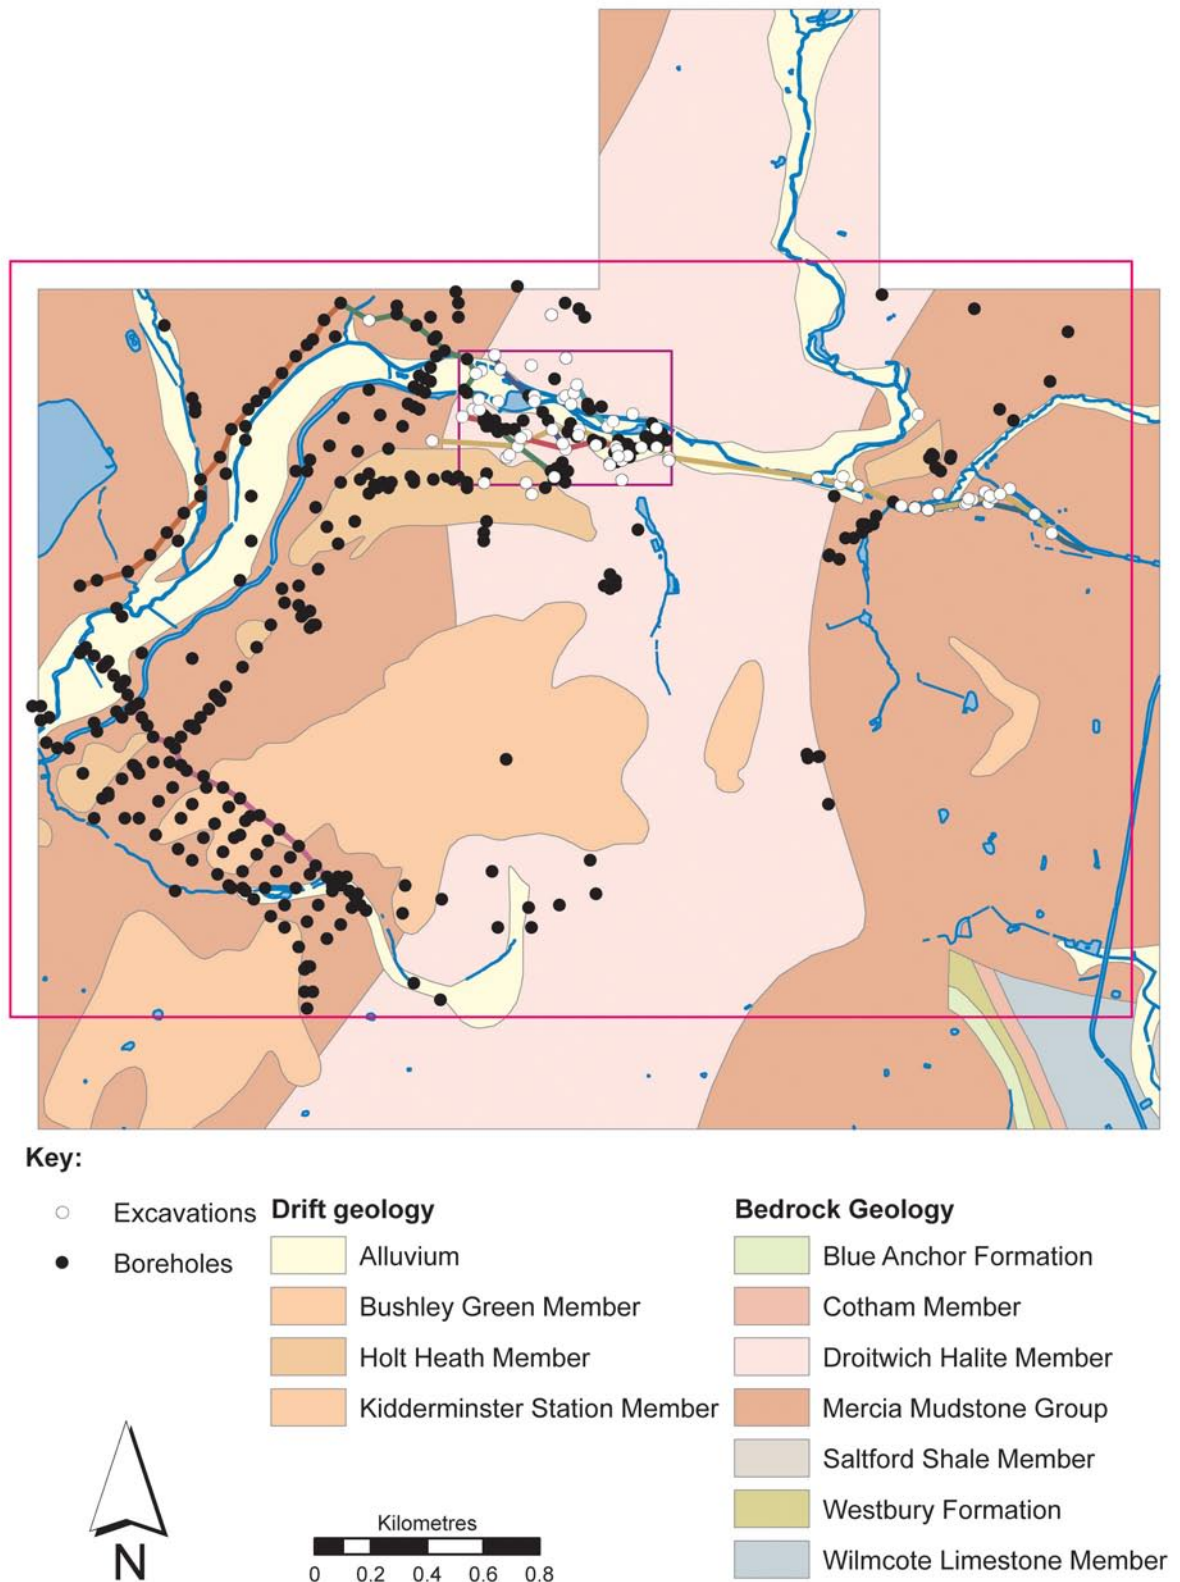 Key:
Excavations
Boreholes
Drift geology
Alluvium
Bushley Green Member
Holt Heath Member
Kidderminster Station Member
Bedrock Geology
Blue Anchor Formation
Cotham Member
Droitwich Halite Member
Mercia Mudstone Group
Saltford Shale Member
Westbury Formation
Wilmcote Limestone Member
N
Kilometres
0 0.2 0.4 0.6 0.8